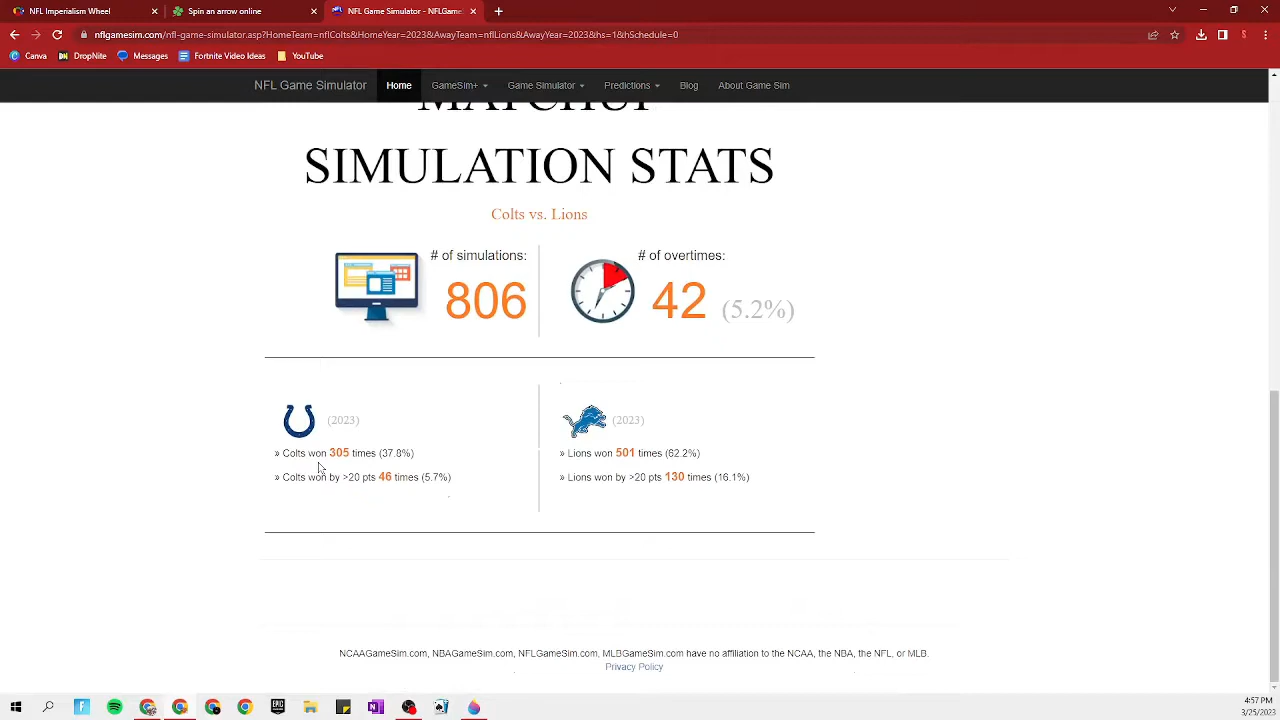 NFL Imperialism Simulator
Spin an arrow online
NFL Game Simulator - NFLGame
nflgamesim.com/nfl-game-simulator.asp?HomeTeam=nflColts&HomeYear=2023&AwayTeam=nflLions&AwayYear=2023&hs=1&hSchedule=0
S
Canva
DropNite
Messages
Fortnite Video Ideas
YouTube
NFL Game Simulator
Home
GameSim+
Game Simulator
Predictions
Blog
About Game Sim
MATCHUP
SIMULATION STATS
Colts vs. Lions
# of simulations:
806
# of overtimes:
42 (5.2%)
(2023)
» Colts won 305 times (37.8%)
» Colts won by >20 pts 46 times (5.7%)
(2023)
» Lions won 501 times (62.2%)
» Lions won by >20 pts 130 times (16.1%)
NCAAGameSim.com, NBAGameSim.com, NFLGameSim.com, MLBGameSim.com have no affiliation to the NCAA, the NBA, the NFL, or MLB.
Privacy Policy
4:57 PM
3/25/2023